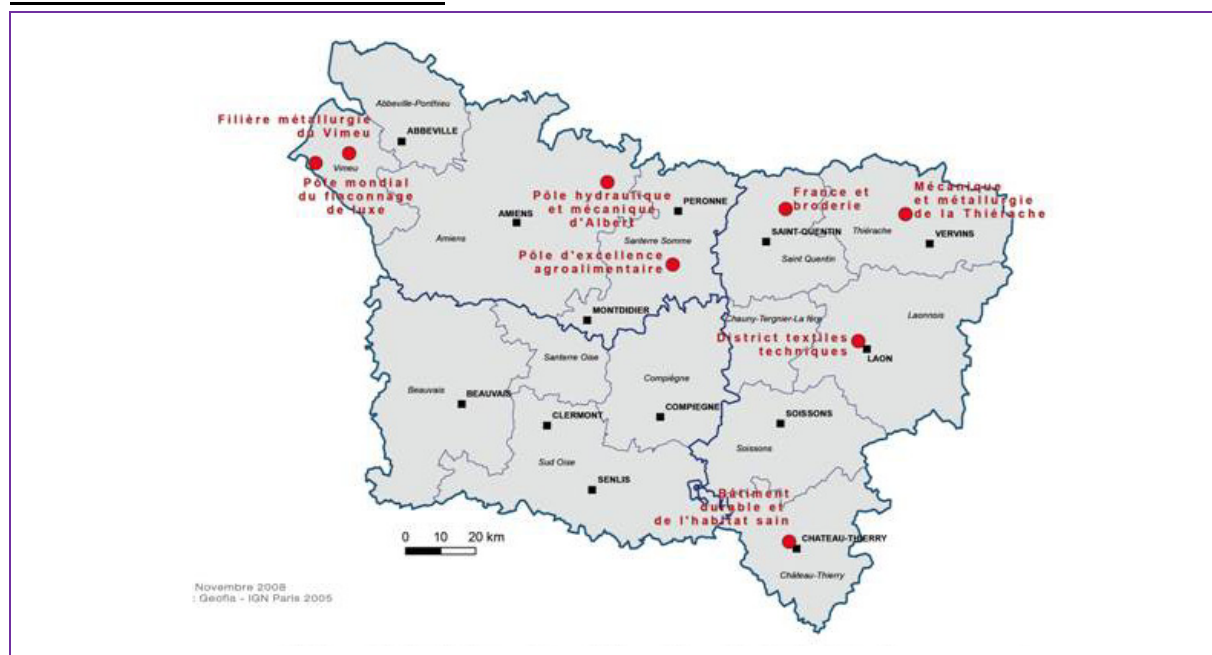 Abbeville-Ponthieu
Filière métallurgie
du Vimeu
ABBEVILLE
Vimeu
Pôle mondial
du flaconnage
de luxe
Pôle hydraulique
et mécanique
d'Albert
PERONNE
France et
broderie
Mécanique
et métallurgie
de la Thiérache
AMIENS
Amiens
Santerre Somme
SAINT-QUENTIN
Saint Quentin
Thiérache
VERVINS
Pôle d'excellence
agroalimentaire
MONTDIDIER
Chauny-Tergnier-La fère
Laonnois
District textiles
techniques
LAON
Santerre Oise
Compiègne
Beauvais
BEAUVAIS
CLERMONT
COMPIEGNE
SOISSONS
Soissons
Sud Oise
SENLIS
Bâtiment
durable et
de l'habitat sain
CHATEAU-THIERRY
Château-Thierry
0 10 20 km
Novembre 2008
: Geofla - IGN Paris 2005